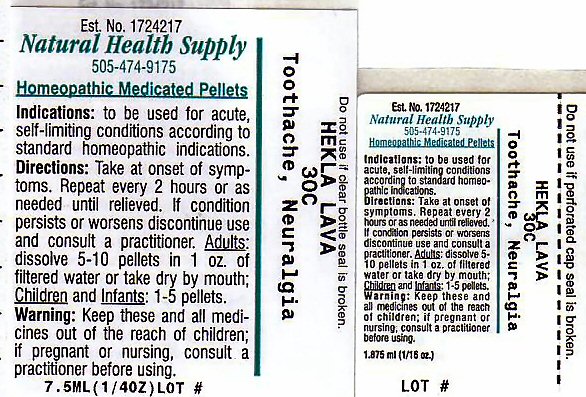 Est. No. 1724217
Natural Health Supply
505-474-9175
Homeopathic Medicated Pellets
Indications: to be used for acute,
self-limiting conditions according to
standard homeopathic indications.
Directions: Take at onset of symp-
toms. Repeat every 2 hours or as
needed until relieved. If condition
persists or worsens discontinue use
and consult a practitioner. Adults:
dissolve 5-10 pellets in 1 oz. of
filtered water or take dry by mouth;
Children and Infants: 1-5 pellets.
Warning: Keep these and all medi-
cines out of the reach of children;
if pregnant or nursing, consult a
practitioner before using.
7.5ML(1/4OZ)LOT #
Do not use if clear bottle seal is broken.
HEKLA LAVA
30C
Toothache, Neuralgia
Est. No. 1724217
Natural Health Supply
505-474-9175
Homeopathic Medicated Pellets
Indications: to be used for
acute, self-limiting conditions
according to standard homeo-
pathic indications.
Directions: Take at onset of
symptoms. Repeat every 2
hours or as needed until relieved.
If condition persists or worsens
discontinue use and consult a
practitioner. Adults: dissolve 5-
10 pellets in 1 oz. of filtered
water or take dry by mouth;
Children and Infants: 1-5 pellets.
Warning: Keep these and
all medicines out of the reach
of children; if pregnant or
nursing, consult a practitioner
before using.
1.875 ml (1/16 oz.)
LOT #
Do not use if perforated cap seal is broken.
HEKLA LAVA
30C
Toothache, Neuralgia